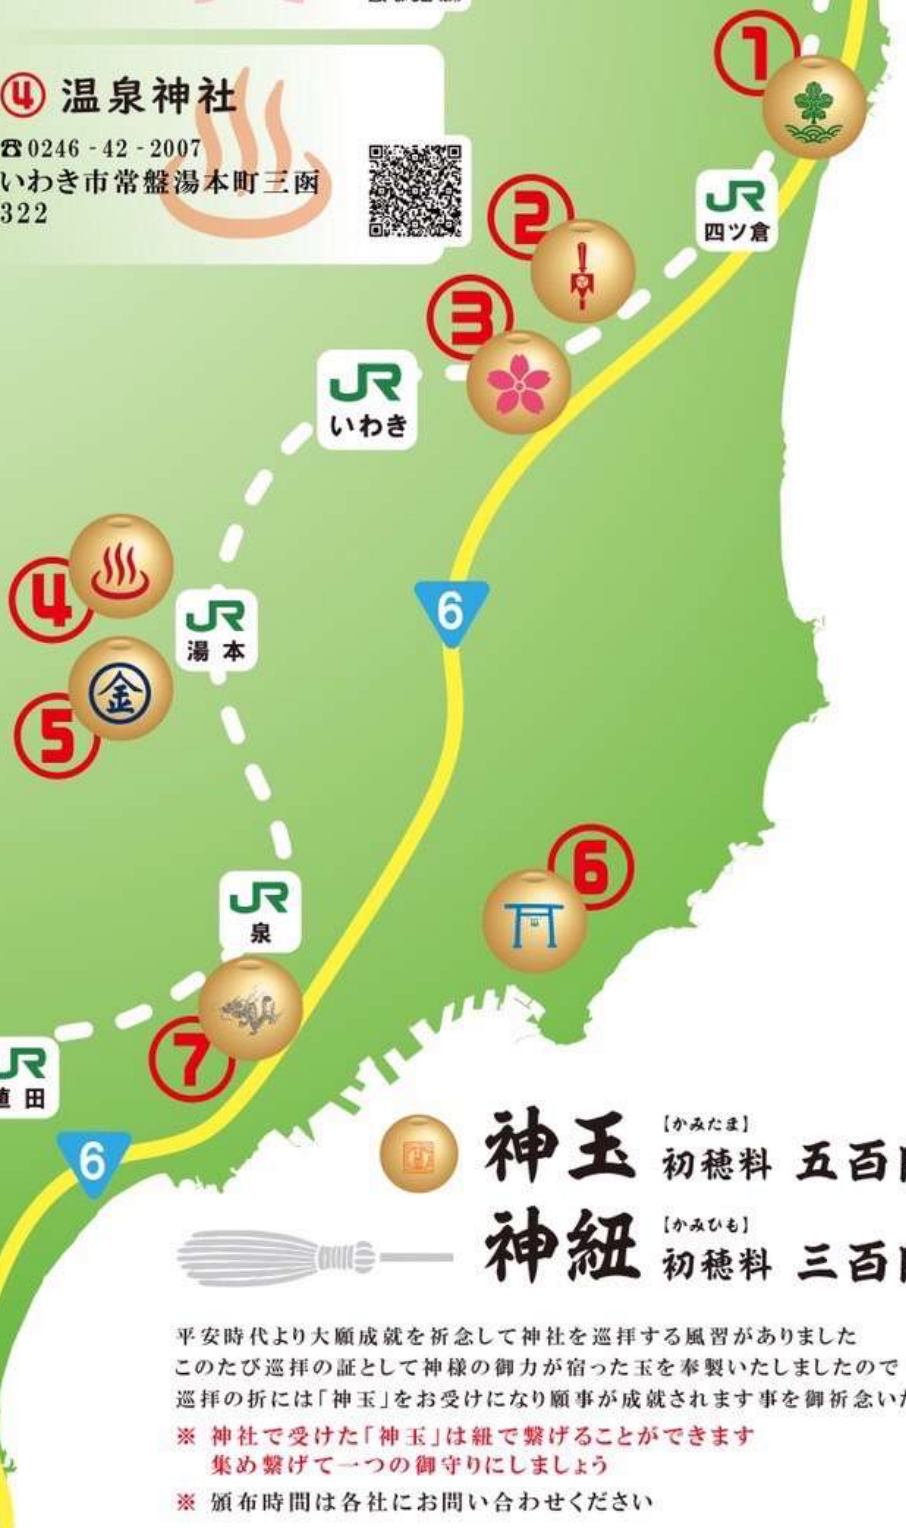 ④ 温泉神社
☎0246-42-2007
いわき市常盤湯本町三函
322
①
JR
四ツ倉
②
③
JR
いわき
④
JR
湯本
6
⑤
金
⑥
JR
泉
⑦
JR
植田
6
神玉
【かみたま】
初穂料 五百
神紐
【かみひも】
初穂料 三百
平安時代より大願成就を祈念して神社を巡拝する風習がありました
このたび巡拝の証として神様の御力が宿った玉を奉製いたしましたので
巡拝の折には「神玉」をお受けになり願事が成就されます事を御祈念い
※ 神社で受けた「神玉」は紐で繋げることができます
集め繋げて一つの御守りにしましょう
※ 頒布時間は各社にお問い合わせください